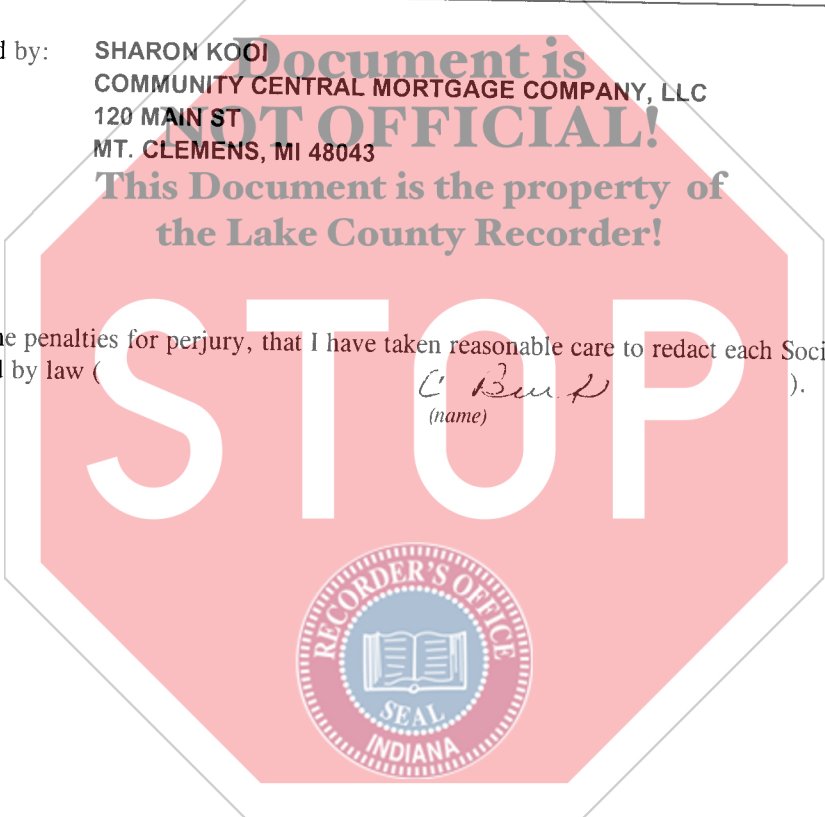 d by: SHARON KOOI
Document is
COMMUNITY CENTRAL MORTGAGE COMPANY, LLC
120 MAIN ST
NOT OFFICIAL!
MT. CLEMENS, MI 48043
This Document is the property of
the Lake County Recorder!
STOP
e penalties for perjury, that I have taken reasonable care to redact each Soci
d by law ( ).
(name)
RECORDER'S OFFICE
SEAL
INDIANA